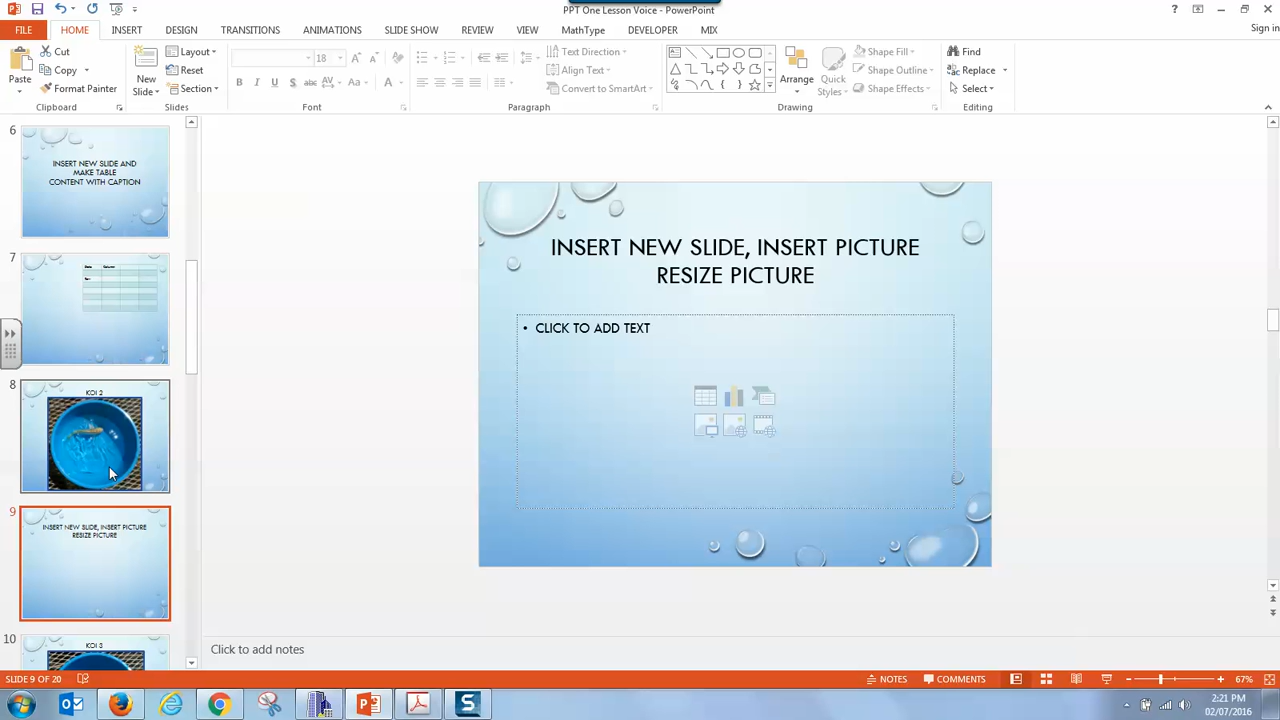 PPT One Lesson Voice - PowerPoint
Sign in
FILE HOME INSERT DESIGN TRANSITIONS ANIMATIONS SLIDE SHOW REVIEW VIEW MathType DEVELOPER MIX
Paste
Cut
Copy
Format Painter
Clipboard
New
Slide
Layout
Reset
Section
Slides
18
B I U S abc AV Aa A
Font
Paragraph
Text Direction
Align Text
Convert to SmartArt
Arrange
Quick
Styles
Shape Fill
Shape Outline
Shape Effects
Drawing
Find
Replace
Select
Editing
6
INSERT NEW SLIDE AND
MAKE TABLE
CONTENT WITH CAPTION
7
8
KOI 2
9
INSERT NEW SLIDE, INSERT PICTURE
RESIZE PICTURE
10
KOI 3
INSERT NEW SLIDE, INSERT PICTURE
RESIZE PICTURE
• CLICK TO ADD TEXT
Click to add notes
SLIDE 9 OF 20
NOTES
COMMENTS
67%
2:21 PM
02/07/2016